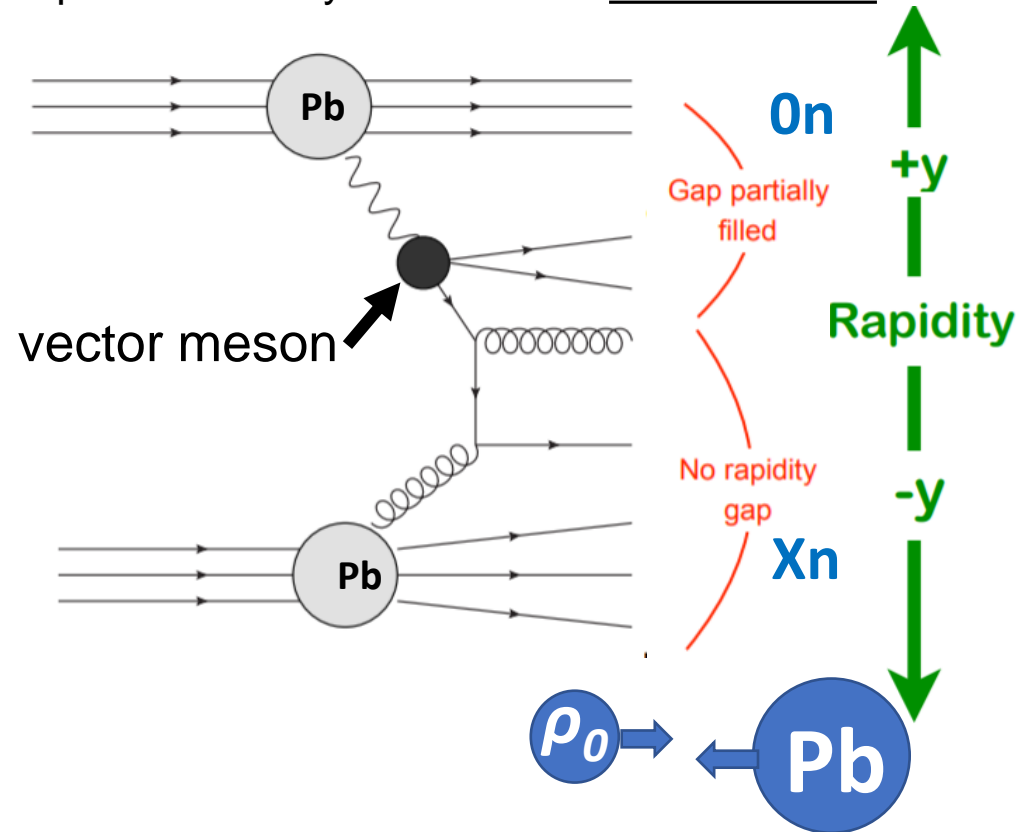 Pb
0n
+y
Gap partially
filled
Rapidity
vector meson
No rapidity
gap
-y
Xn
Pb
ρ0
Pb